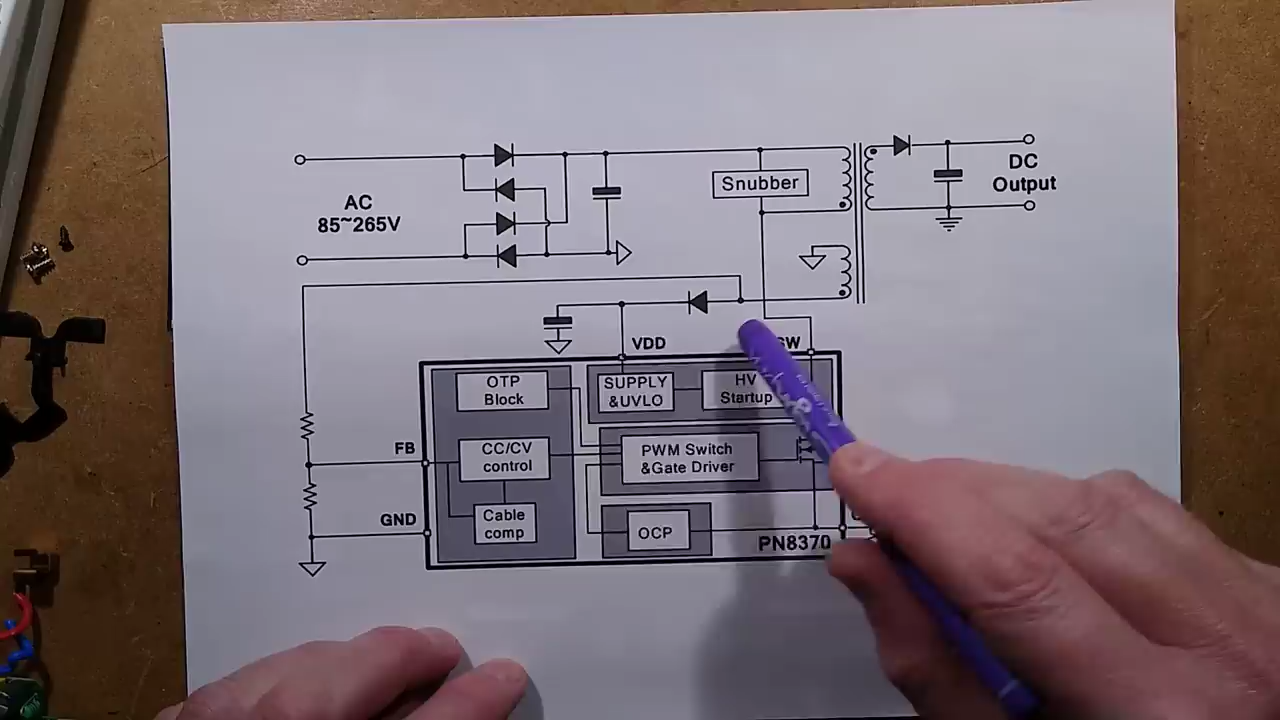 AC
85~265V
Snubber
DC
Output
VDD
SW
OTP
Block
SUPPLY
&UVLO
HV
Startup
FB
CC/CV
control
PWM Switch
&Gate Driver
GND
Cable
comp
OCP
PN8370